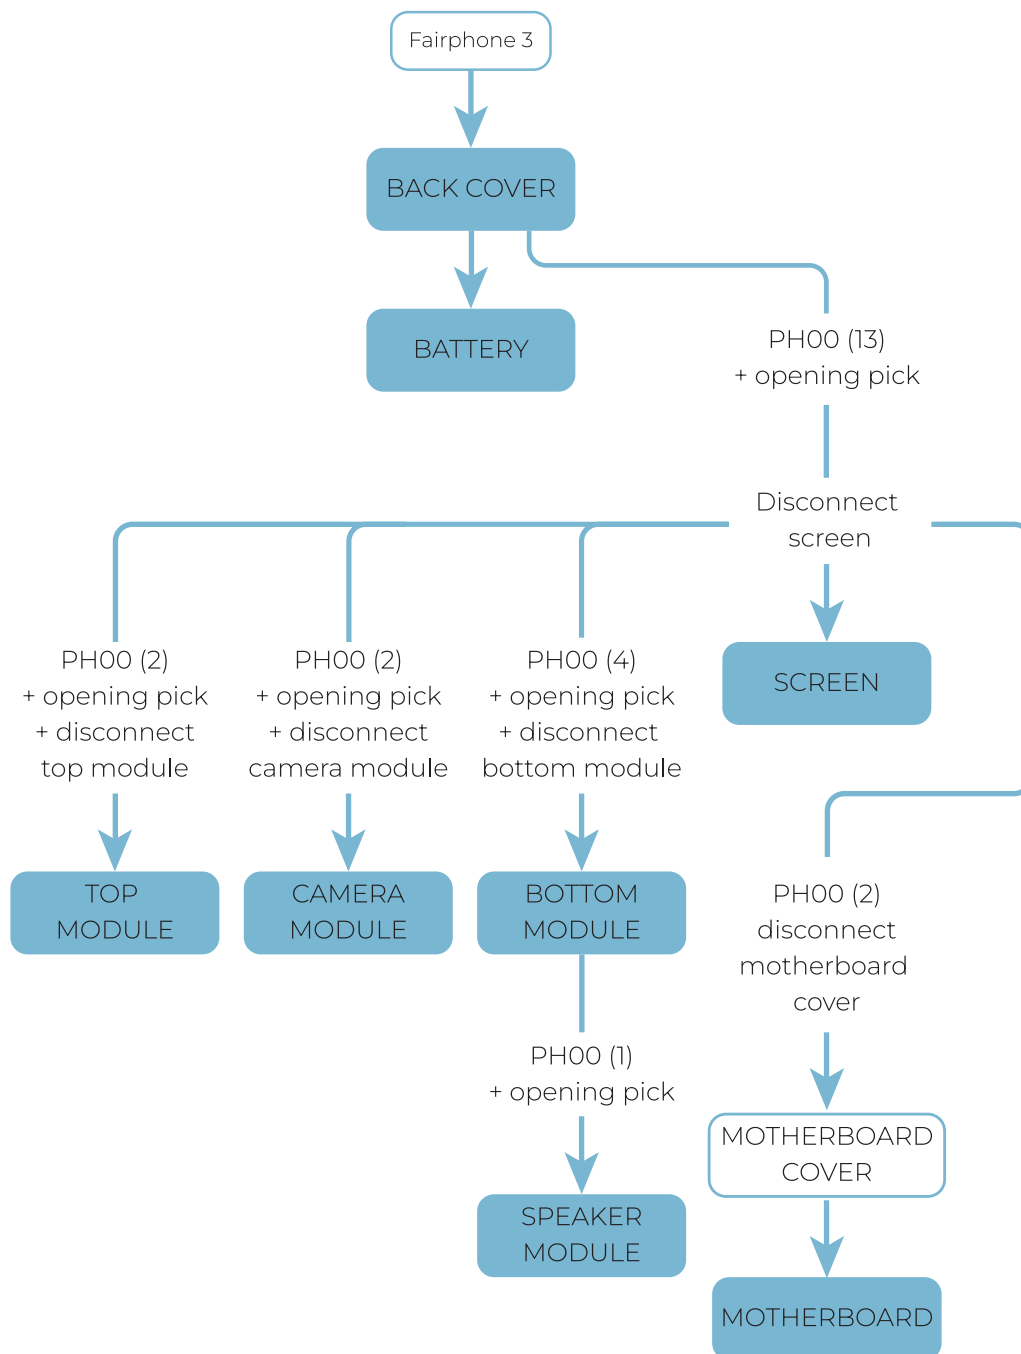 Fairphone 3
BACK COVER
BATTERY
PH00 (13)
+ opening pick
Disconnect
screen
SCREEN
PH00 (2)
+ opening pick
+ disconnect
top module
TOP
MODULE
PH00 (2)
+ opening pick
+ disconnect
camera module
CAMERA
MODULE
PH00 (4)
+ opening pick
+ disconnect
bottom module
BOTTOM
MODULE
PH00 (1)
+ opening pick
SPEAKER
MODULE
PH00 (2)
disconnect
motherboard
cover
MOTHERBOARD
COVER
MOTHERBOARD